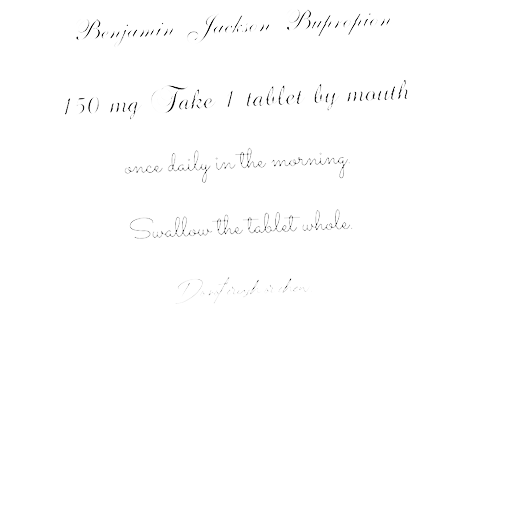 Benjamin Jackson Bupropion
150 mg Take 1 tablet by mouth
once daily in the morning.
Swallow the tablet whole.
Do not crush or chew.